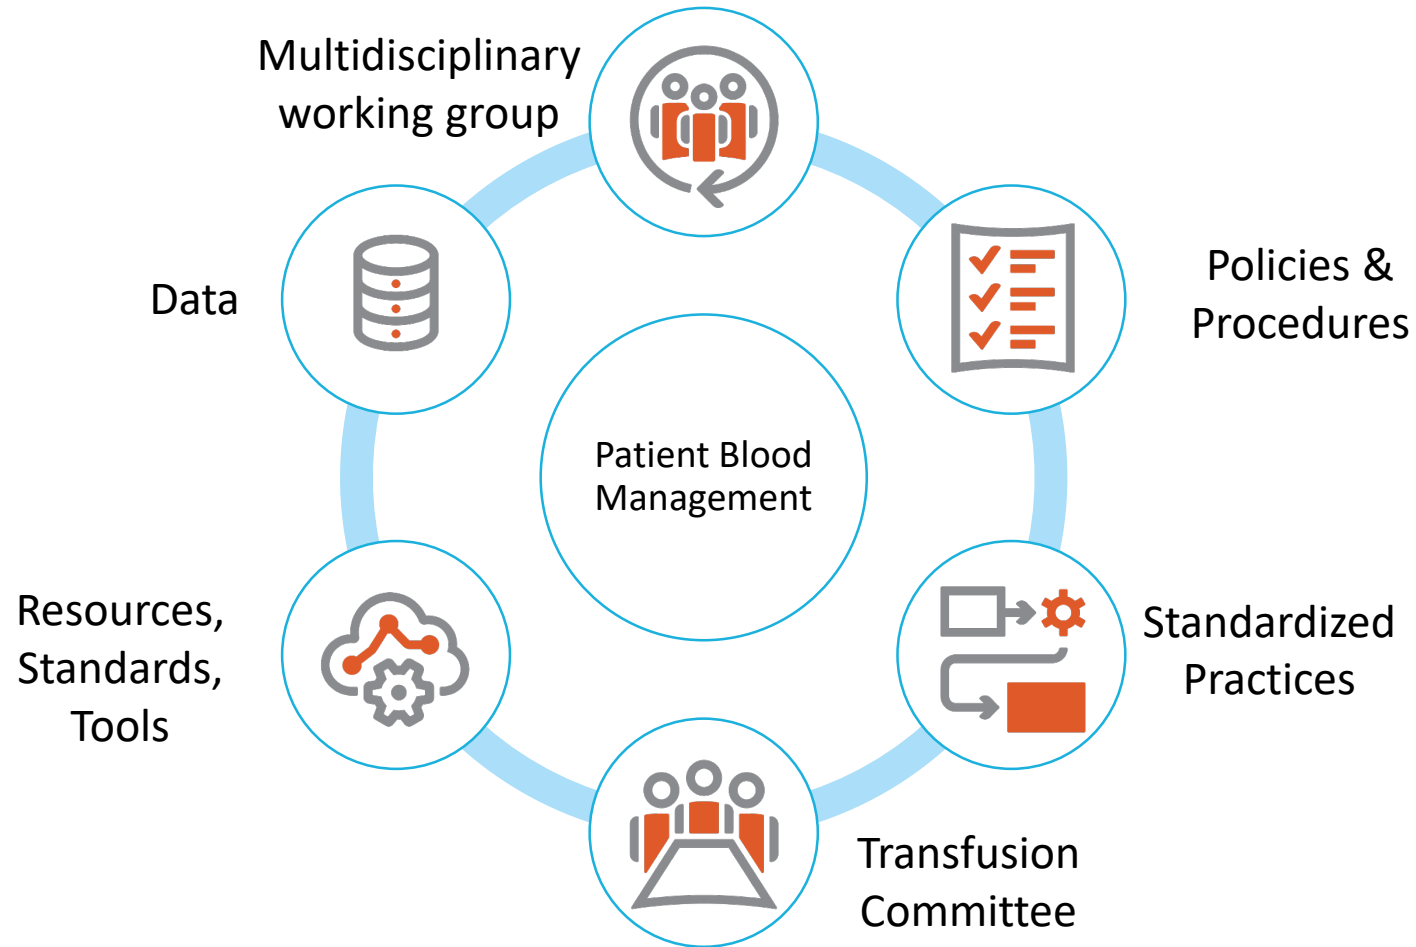 Multidisciplinary
working group
Policies &
Procedures
Data
Patient Blood
Management
Resources,
Standards,
Tools
Standardized
Practices
Transfusion
Committee